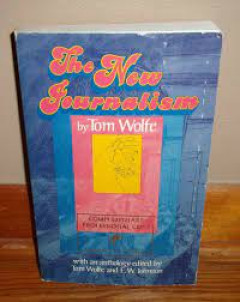 The New
Journalism
by Tom Wolfe
with an anthology edited by
Tom Wolfe and E.W. Johnson